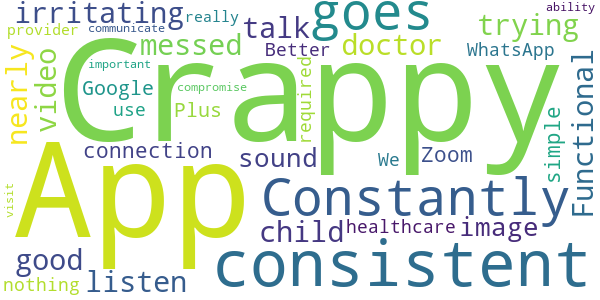 irritating
really
goes
ability
provider
communicate
talk
trying
messed
Better
doctor
WhatsApp
nearly
video
important
Crappy
Google
compromise
use
Plus
required
simple
Functional
connection
sound
We
Zoom
App
Constantly
visit
child
healthcare
image
good
consistent
nothing
listen